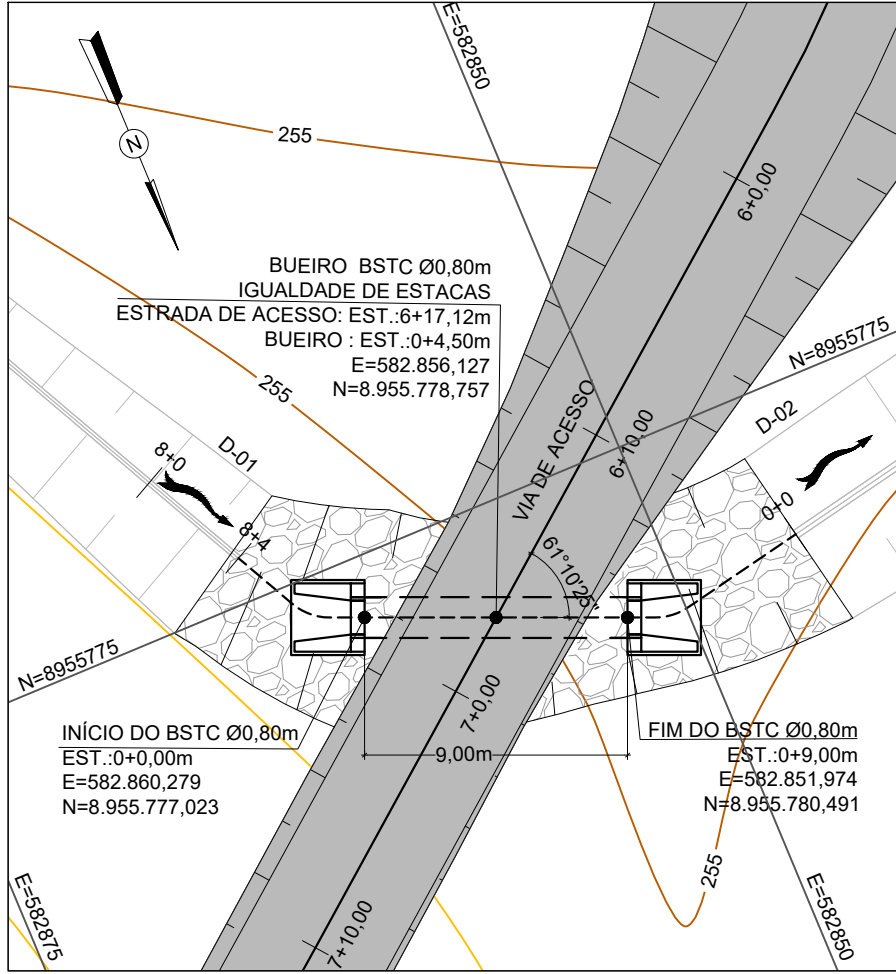 E=582850
N
255
6+0,00
BUEIRO BSTC Ø0,80m
IGUALDADE DE ESTACAS
ESTRADA DE ACESSO: EST.:6+17,12m
BUEIRO : EST.:0+4,50m
E=582.856,127
N=8.955.778,757
N=8955775
255
VIA DE ACESSO
6+10,00
D-02
D-01
8+0
8+4
0+0
61°10'25"
N=8955775
7+0,00
INÍCIO DO BSTC Ø0,80m
EST.:0+0,00m
E=582.860,279
N=8.955.777,023
9,00m
FIM DO BSTC Ø0,80m
EST.:0+9,00m
E=582.851,974
N=8.955.780,491
255
E=582875
7+10,00
E=582850